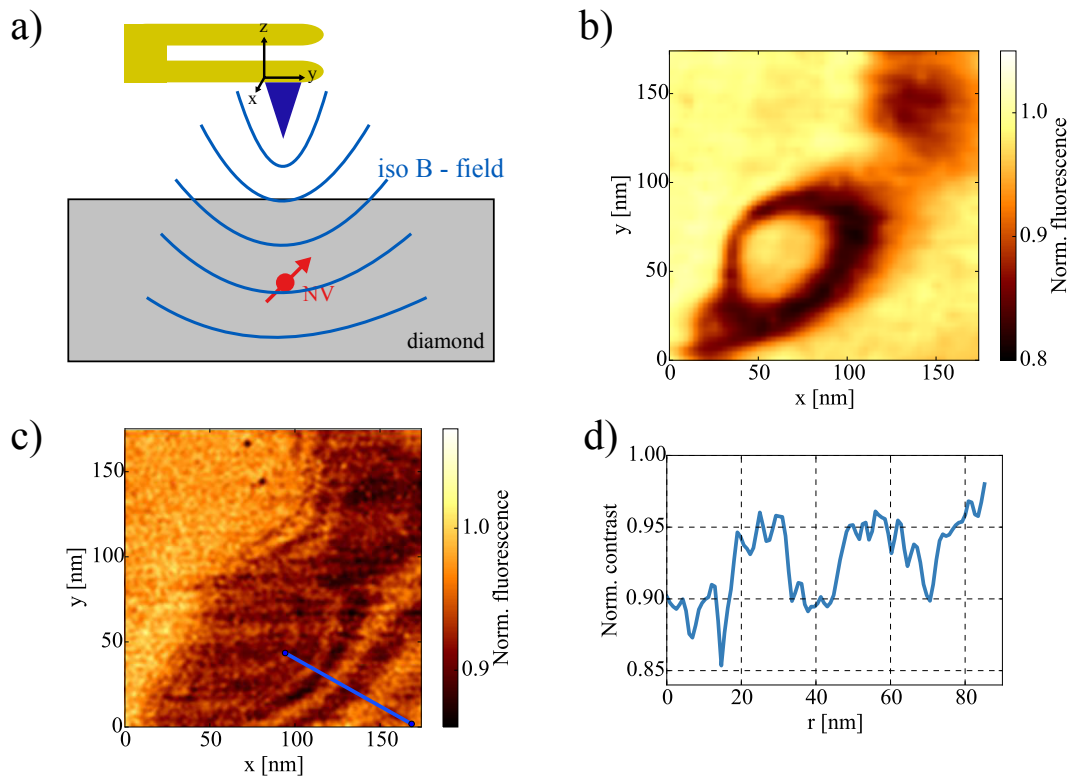 a)
z
y
x
iso B - field
NV
diamond
b)
150
100
50
0
y [nm]
0
50
100
150
x [nm]
1.0
0.9
0.8
Norm. fluorescence
c)
150
100
50
0
y [nm]
0
50
100
150
x [nm]
1.0
0.9
Norm. fluorescence
d)
1.00
0.95
0.90
0.85
Norm. contrast
0
20
40
60
80
r [nm]